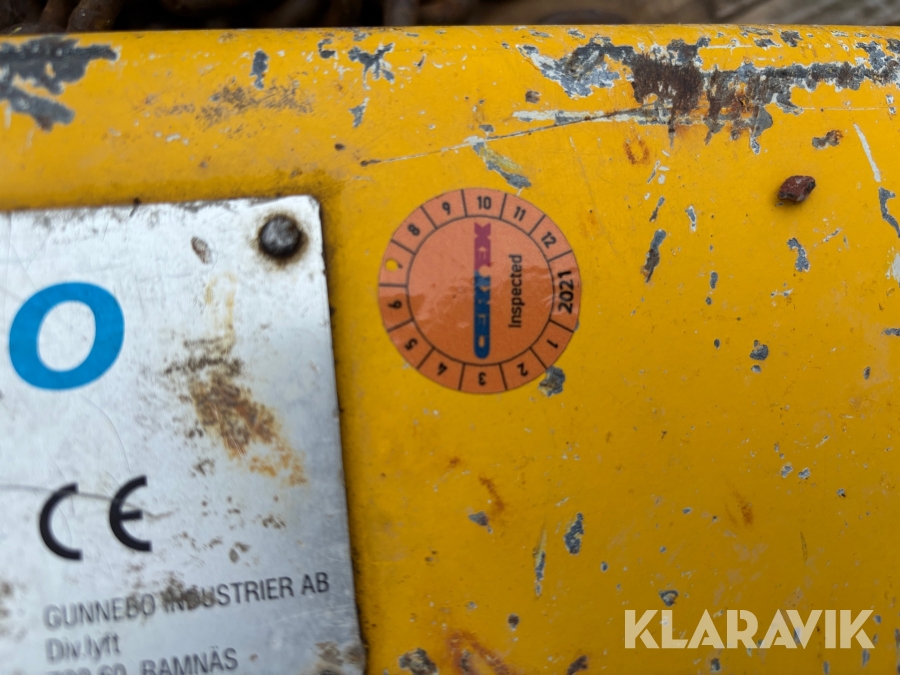 O
CE
GUNNEBO INDUSTRIER AB
Div.lyft
RAMNÄS
2021
1
2
3
4
5
6
8
9
10
11
12
Inspected
KLARAVIK